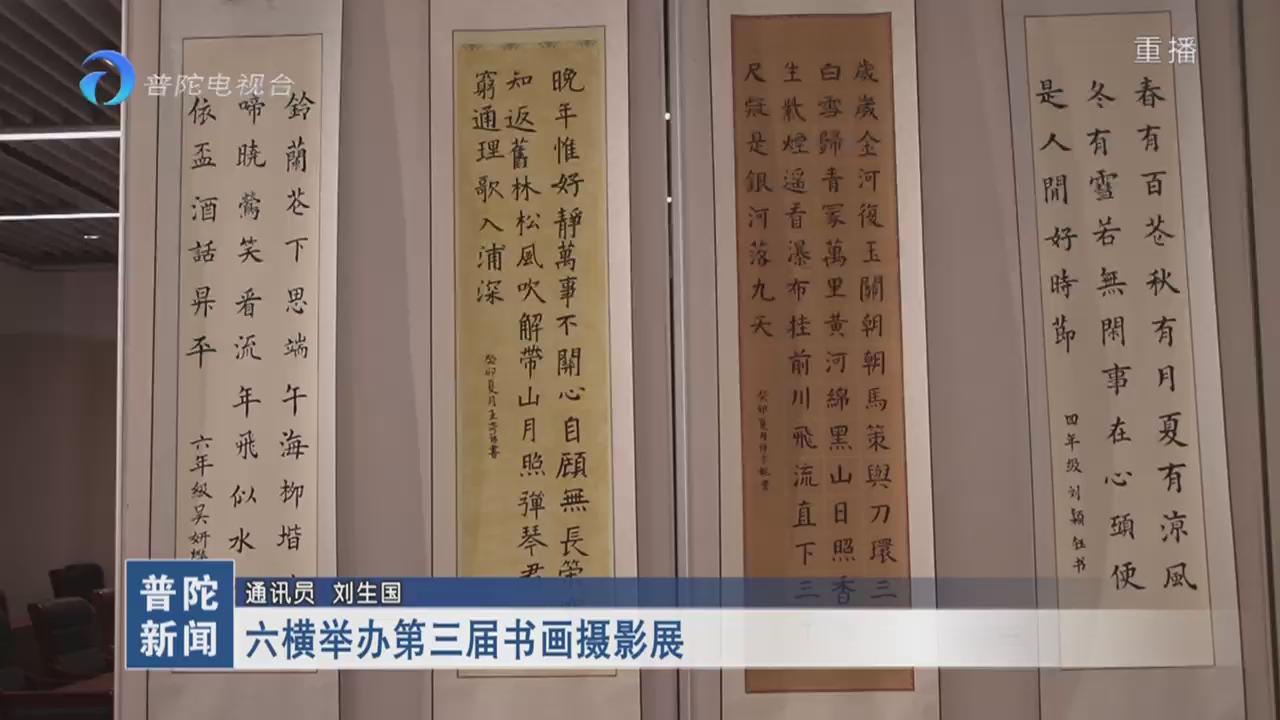 普陀电视台
重播
春有百花秋有月夏有涼風
冬有雪若無閑事在心頭便
是人間好時節
四年级刘颖钰书
歲歲金河復玉關朝朝馬策與刀環三
白雪歸青冢萬里黄河綿黑山日照香
生紫煙遥看瀑布挂前川飛流直下三
尺疑是銀河落九天
癸卯夏月
晚年惟好靜萬事不關心自顧無長策
知返舊林松風吹解帶山月照彈琴君
窮通理歌入浦深
癸卯夏月王書
鈴蘭花下思端午海柳堦
啼曉鶯笑看流年飛似水
依盃酒話昇平
六年级吴妍
普陀新闻
通讯员 刘生国
六横举办第三届书画摄影展